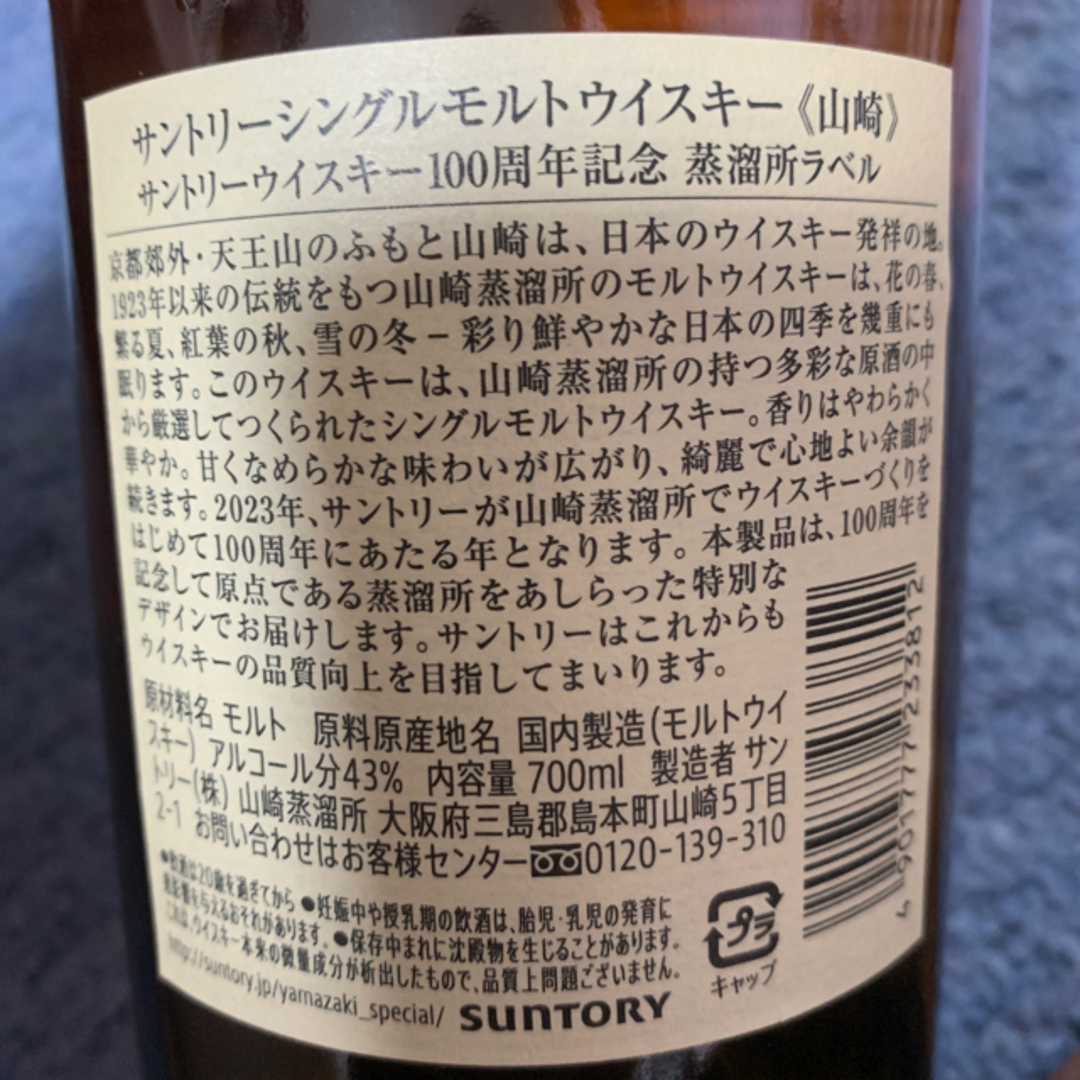 サントリーシングルモルトウイスキー《山崎》
サントリーウイスキー100周年記念 蒸溜所ラベル
京都郊外・天王山のふもと山崎は、日本のウイスキー発祥の地。
1923年以来の伝統をもつ山崎蒸溜所のモルトウイスキーは、花の春、
繁る夏、紅葉の秋、雪の冬－彩り鮮やかな日本の四季を幾重にも
眠ります。このウイスキーは、山崎蒸溜所の持つ多彩な原酒の中
から厳選してつくられたシングルモルトウイスキー。香りはやわらかく
華やか。甘くなめらかな味わいが広がり、綺麗で心地よい余韻が
続きます。2023年、サントリーが山崎蒸溜所でウイスキーづくりを
はじめて100周年にあたる年となります。本製品は、100周年を
記念して原点である蒸溜所をあしらった特別な
デザインでお届けします。サントリーはこれからも
ウイスキーの品質向上を目指してまいります。
原材料名 モルト 原料原産地名 国内製造(モルトウイ
スキー) アルコール分43% 内容量 700ml 製造者 サン
トリー(株) 山崎蒸溜所 大阪府三島郡島本町山崎5丁目
2-1 お問い合わせはお客様センター0120-139-310
●飲酒は20歳を過ぎてから ●妊娠中や授乳期の飲酒は、胎児・乳児の発育に
悪影響を与えるおそれがあります。 ●保存中まれに沈殿物を生じることがあります。
これは、ウイスキー本来の微量成分が析出したもので、品質上問題ございません。
http://suntory.jp/yamazaki_special/ SUNTORY
プラ
キャップ
4 901777 233812